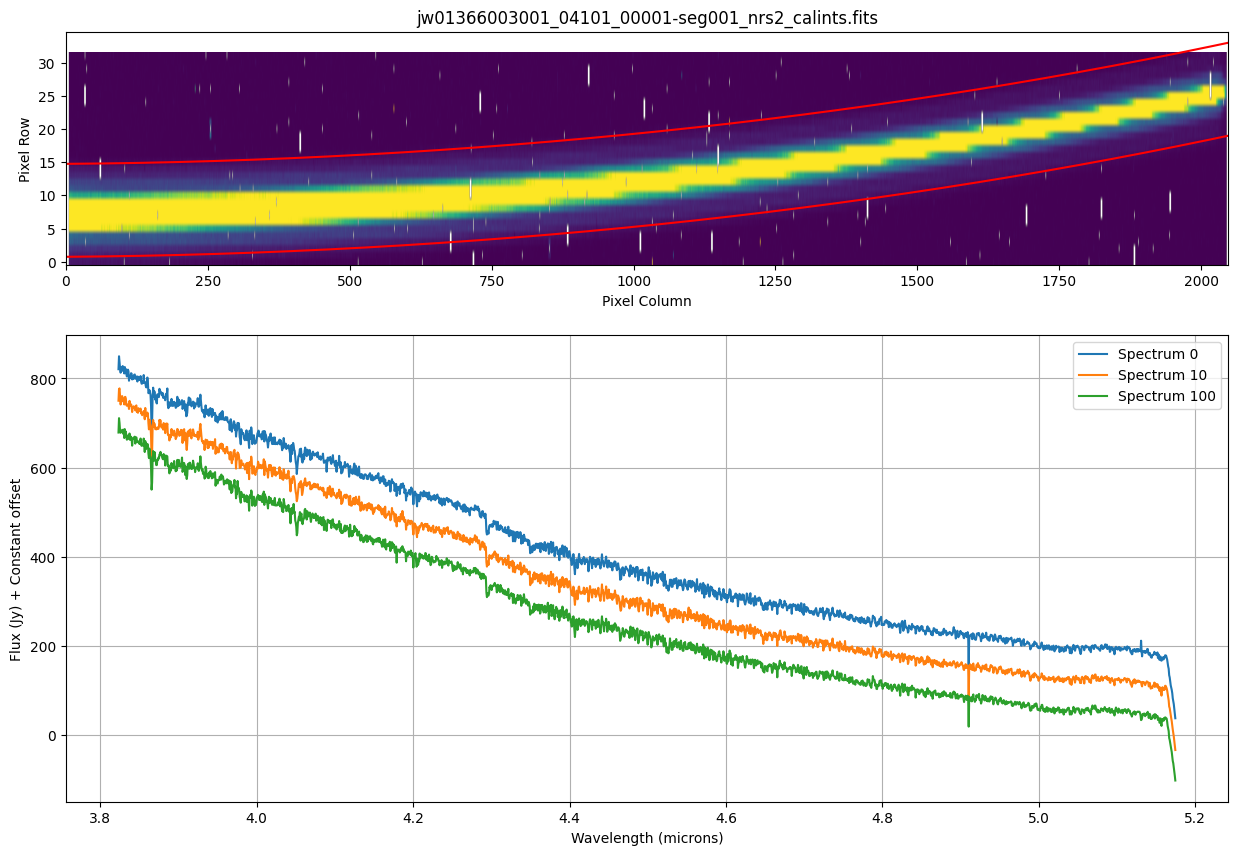 jw01366003001_04101_00001-seg001_nrs2_calints.fits
30
25
20
15
10
5
0
Pixel Row
0 250 500 750 1000 1250 1500 1750 2000
Pixel Column
Spectrum 0
Spectrum 10
Spectrum 100
800
600
400
200
0
Flux (Jy) + Constant offset
3.8 4.0 4.2 4.4 4.6 4.8 5.0 5.2
Wavelength (microns)